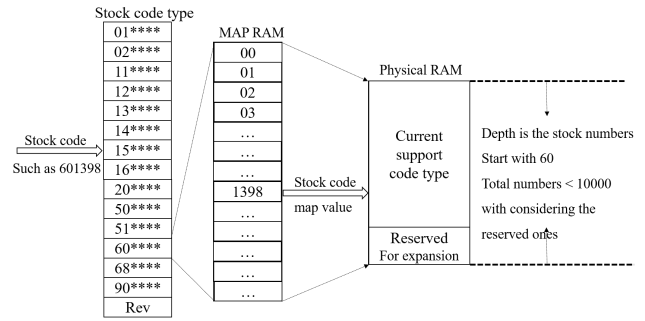 Stock code type
01****
02****
11****
12****
13****
14****
15****
16****
20****
50****
51****
60****
68****
90****
Rev
Stock code
Such as 601398
MAP RAM
00
01
02
03
…
…
…
1398
…
…
…
…
…
Stock code
map value
Physical RAM
Current
support
code type
Reserved
For expansion
Depth is the stock numbers
Start with 60
Total numbers < 10000
with considering the
reserved ones